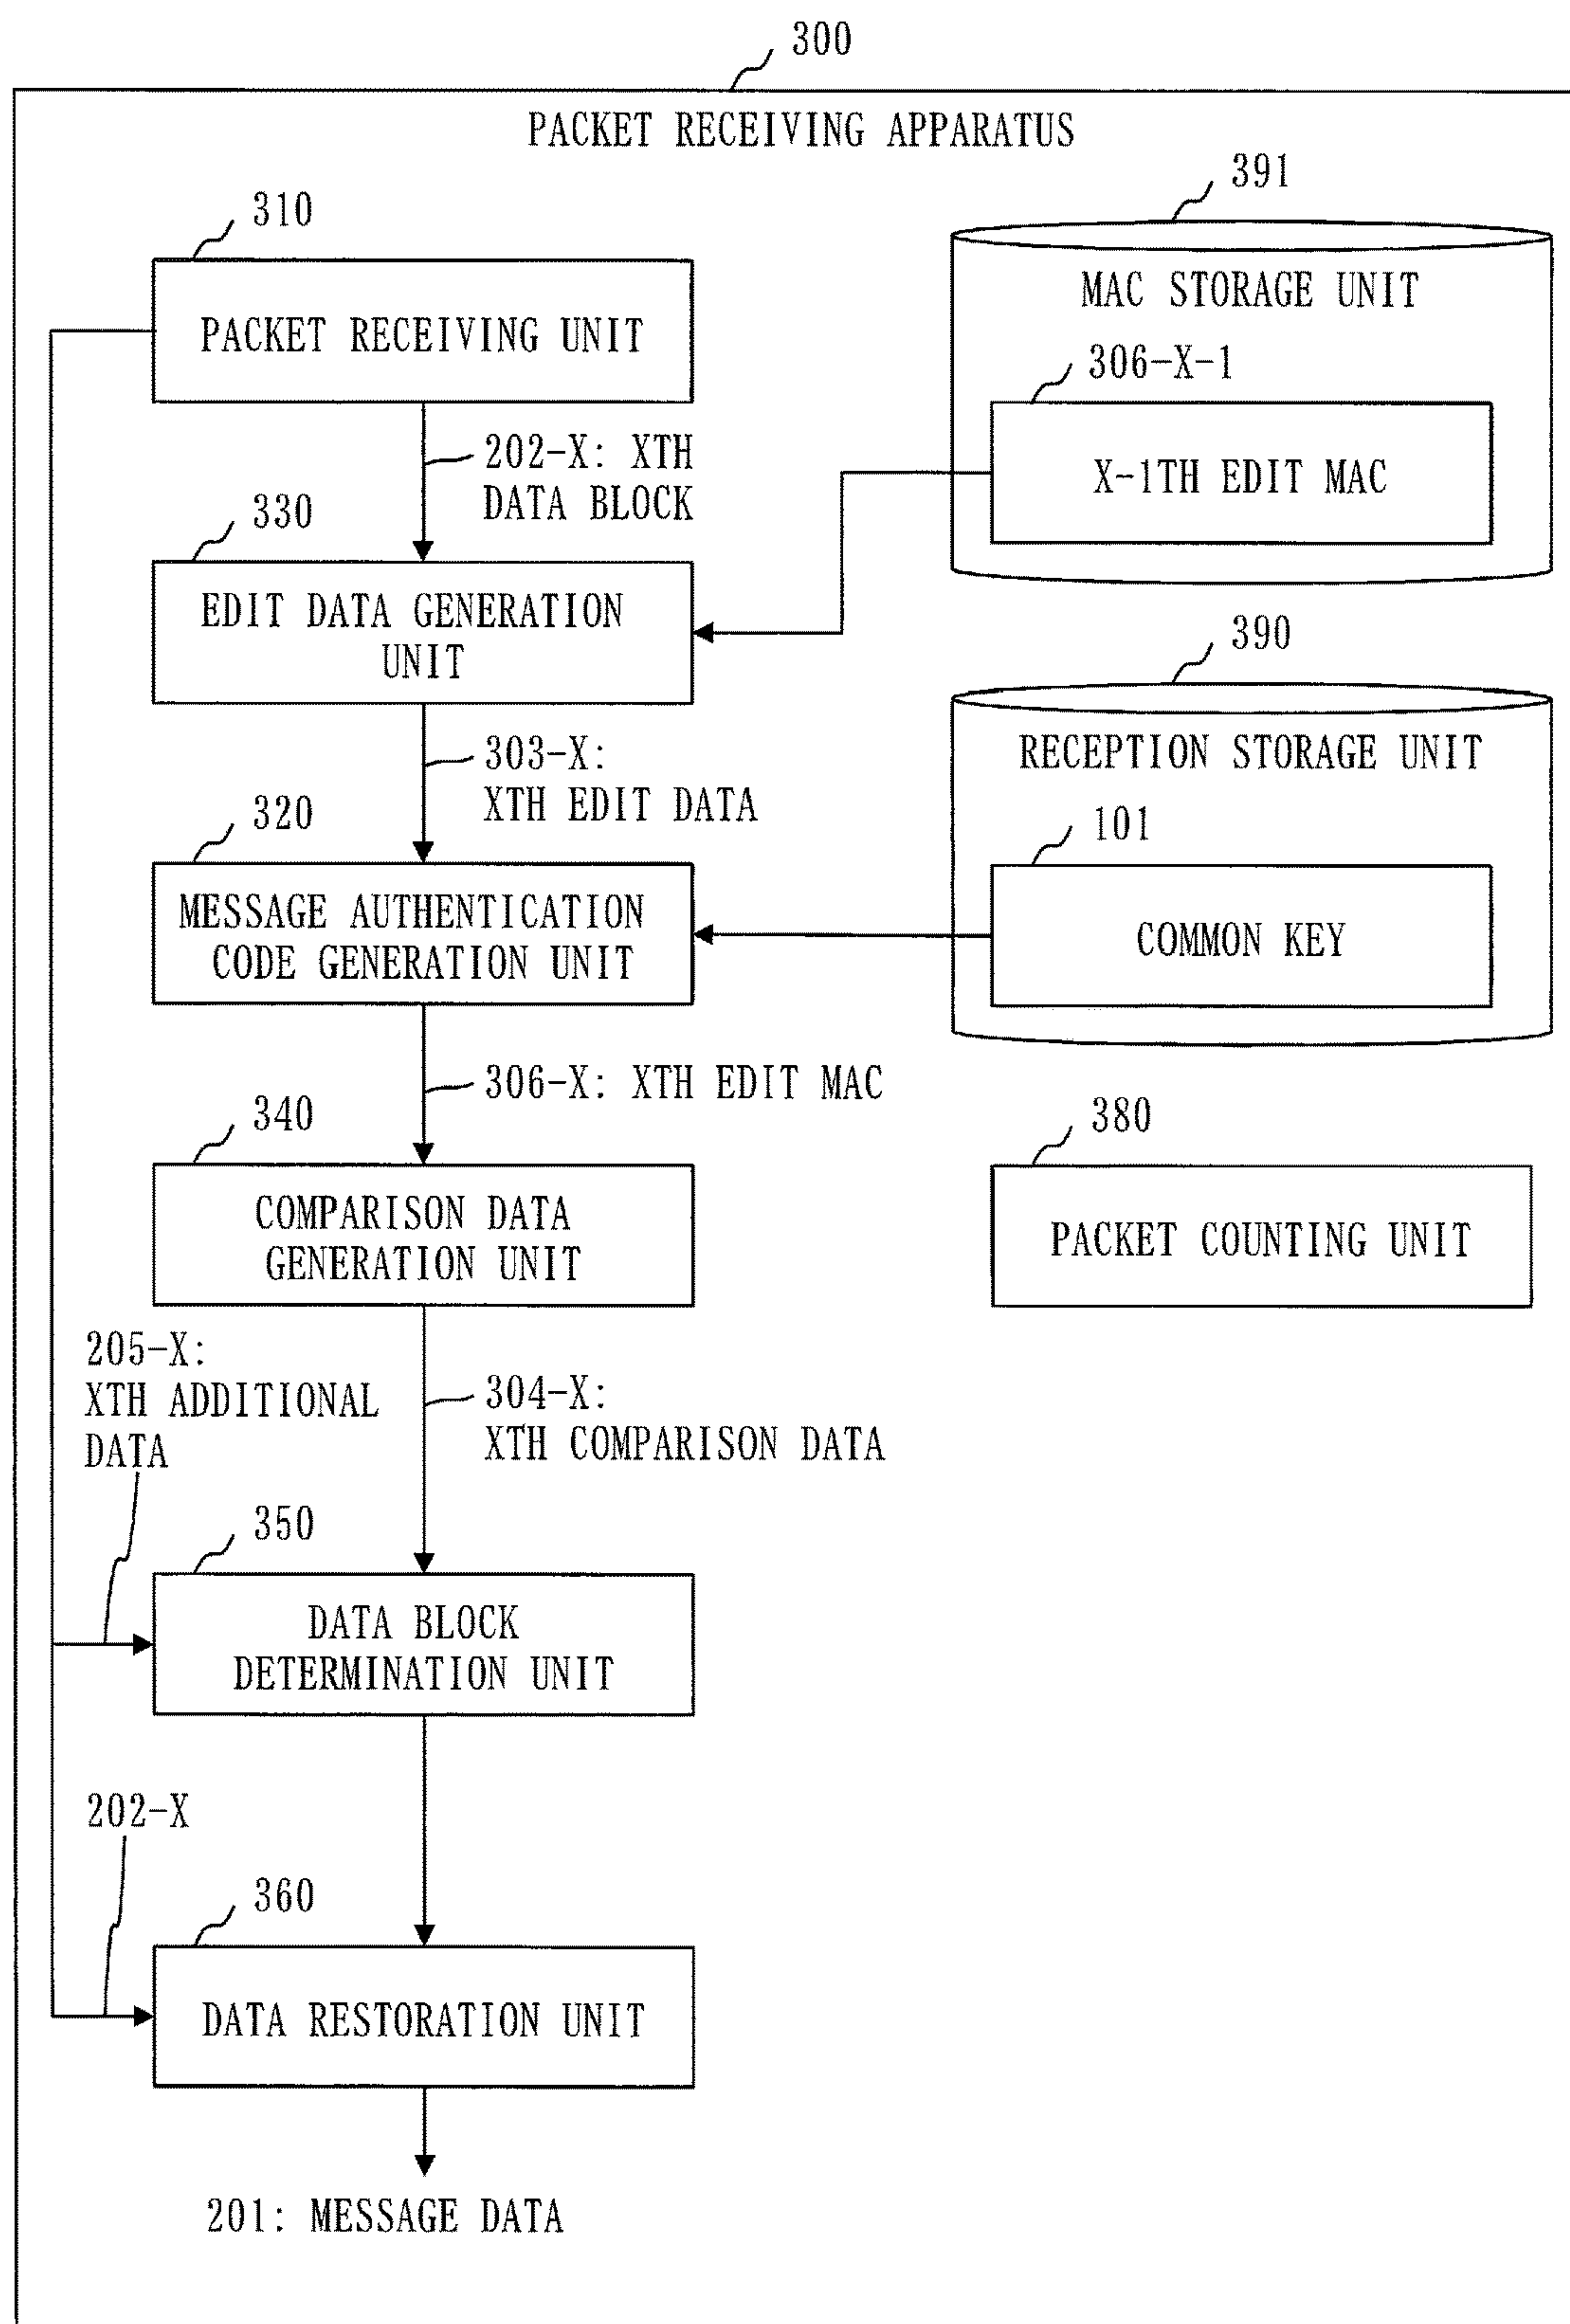 300
PACKET RECEIVING APPARATUS
310
PACKET RECEIVING UNIT
391
MAC STORAGE UNIT
306-X-1
X-1TH EDIT MAC
202-X: XTH
DATA BLOCK
330
EDIT DATA GENERATION
UNIT
390
RECEPTION STORAGE UNIT
101
COMMON KEY
303-X:
XTH EDIT DATA
320
MESSAGE AUTHENTICATION
CODE GENERATION UNIT
306-X: XTH EDIT MAC
340
COMPARISON DATA
GENERATION UNIT
380
PACKET COUNTING UNIT
205-X:
XTH ADDITIONAL
DATA
304-X:
XTH COMPARISON DATA
350
DATA BLOCK
DETERMINATION UNIT
202-X
360
DATA RESTORATION UNIT
201: MESSAGE DATA